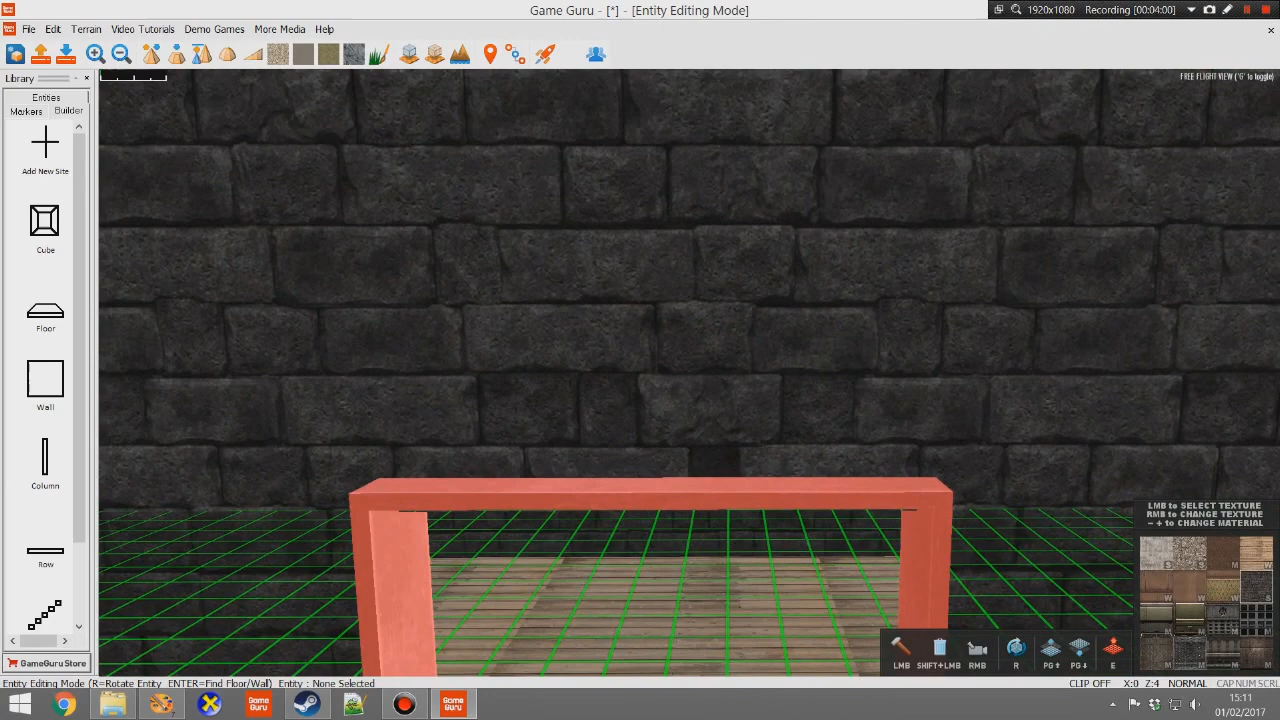 Game Guru - [*] - [Entity Editing Mode]
1920x1080 Recording [00:04:00]
File Edit Terrain Video Tutorials Demo Games More Media Help
Library
FREE FLIGHT VIEW ('G' to toggle)
Entities
Markers Builder
Add New Site
Cube
Floor
Wall
Column
Row
GameGuru Store
LMB to SELECT TEXTURE
RMB to CHANGE TEXTURE
- + to CHANGE MATERIAL
S S M W
W W W S
M W M M
M M M M
LMB SHIFT+LMB RMB R PG↑ PG↓ E
Entity Editing Mode (R=Rotate Entity ENTER=Find Floor/Wall) Entity : None Selected
CLIP OFF X:0 Z:4 NORMAL CAP NUM SCRL
GAME GURU
GAME GURU
15:11
01/02/2017